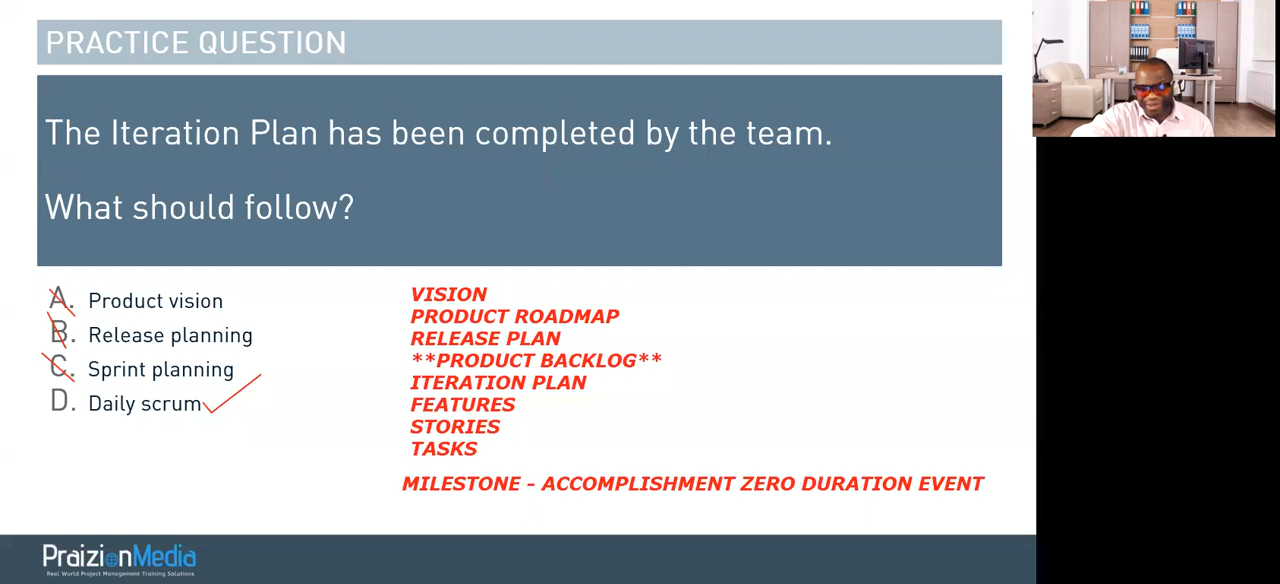 PRACTICE QUESTION
The Iteration Plan has been completed by the team.
What should follow?
A. Product vision
B. Release planning
C. Sprint planning
D. Daily scrum
VISION
PRODUCT ROADMAP
RELEASE PLAN
**PRODUCT BACKLOG**
ITERATION PLAN
FEATURES
STORIES
TASKS
MILESTONE - ACCOMPLISHMENT ZERO DURATION EVENT
PraizionMedia
Real World Project Management Training Solutions